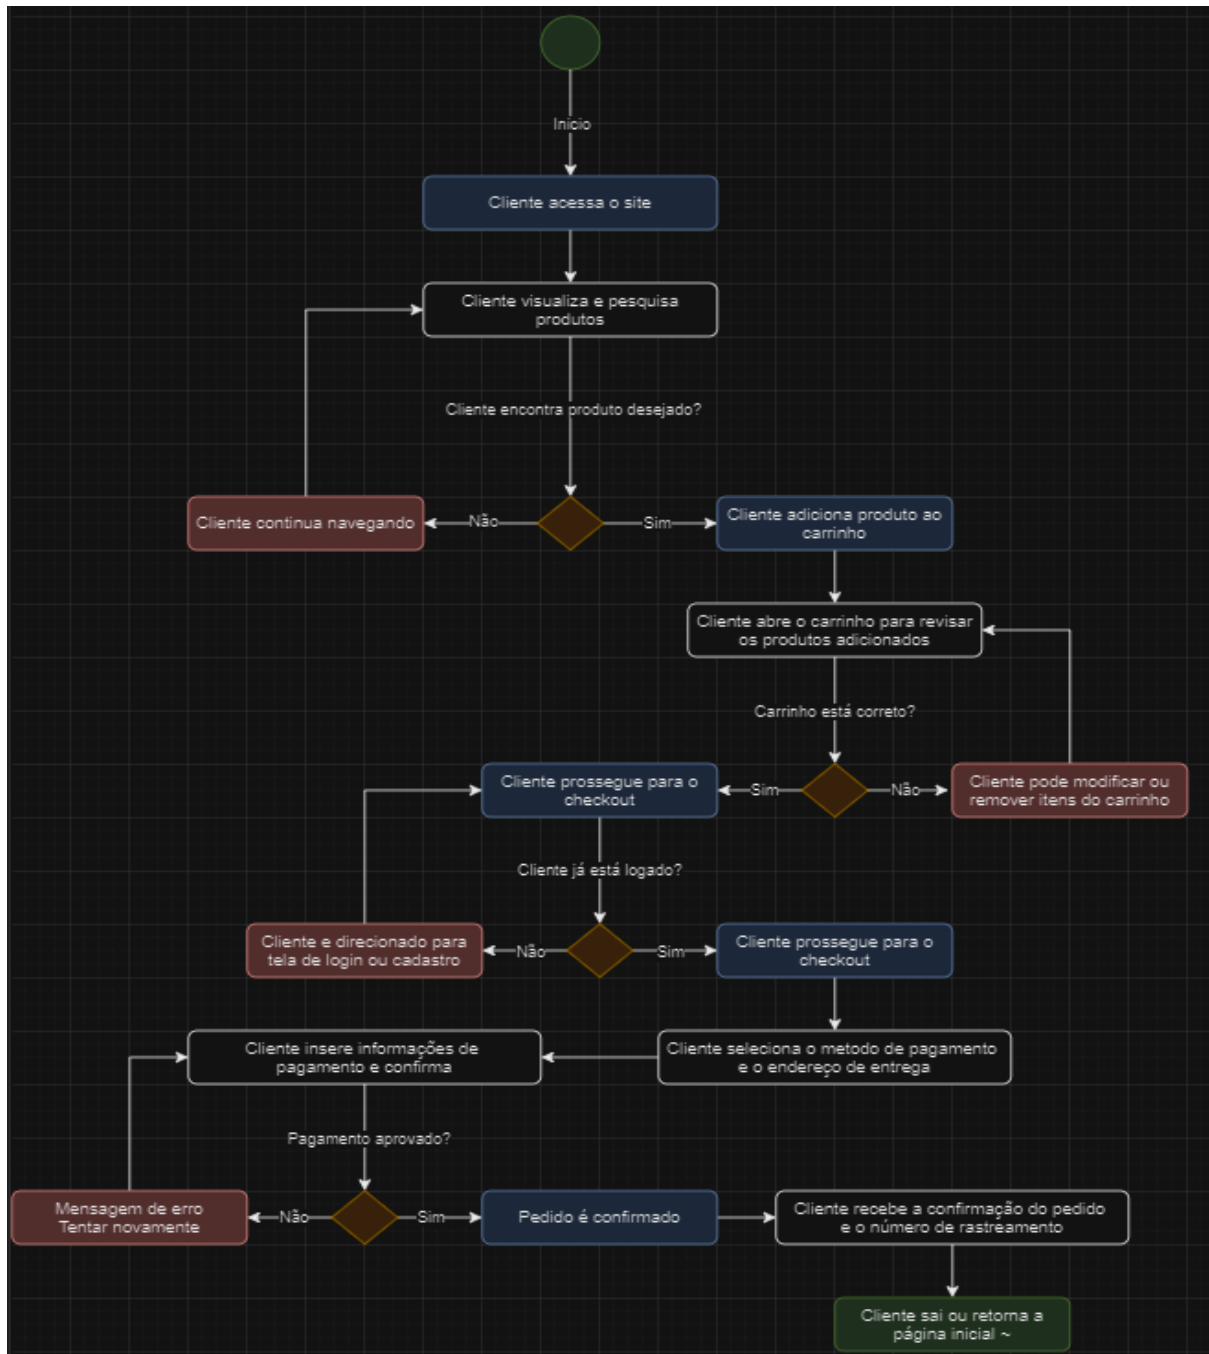 Início
Cliente acessa o site
Cliente visualiza e pesquisa
produtos
Cliente encontra produto desejado?
Cliente continua navegando
Não
Sim
Cliente adiciona produto ao
carrinho
Cliente abre o carrinho para revisar
os produtos adicionados
Carrinho está correto?
Cliente prossegue para o
checkout
Sim
Não
Cliente pode modificar ou
remover itens do carrinho
Cliente já está logado?
Cliente e direcionado para
tela de login ou cadastro
Não
Sim
Cliente prossegue para o
checkout
Cliente insere informações de
pagamento e confirma
Cliente seleciona o metodo de pagamento
e o endereço de entrega
Pagamento aprovado?
Mensagem de erro
Tentar novamente
Não
Sim
Pedido é confirmado
Cliente recebe a confirmação do pedido
e o número de rastreamento
Cliente sai ou retorna a
página inicial ~